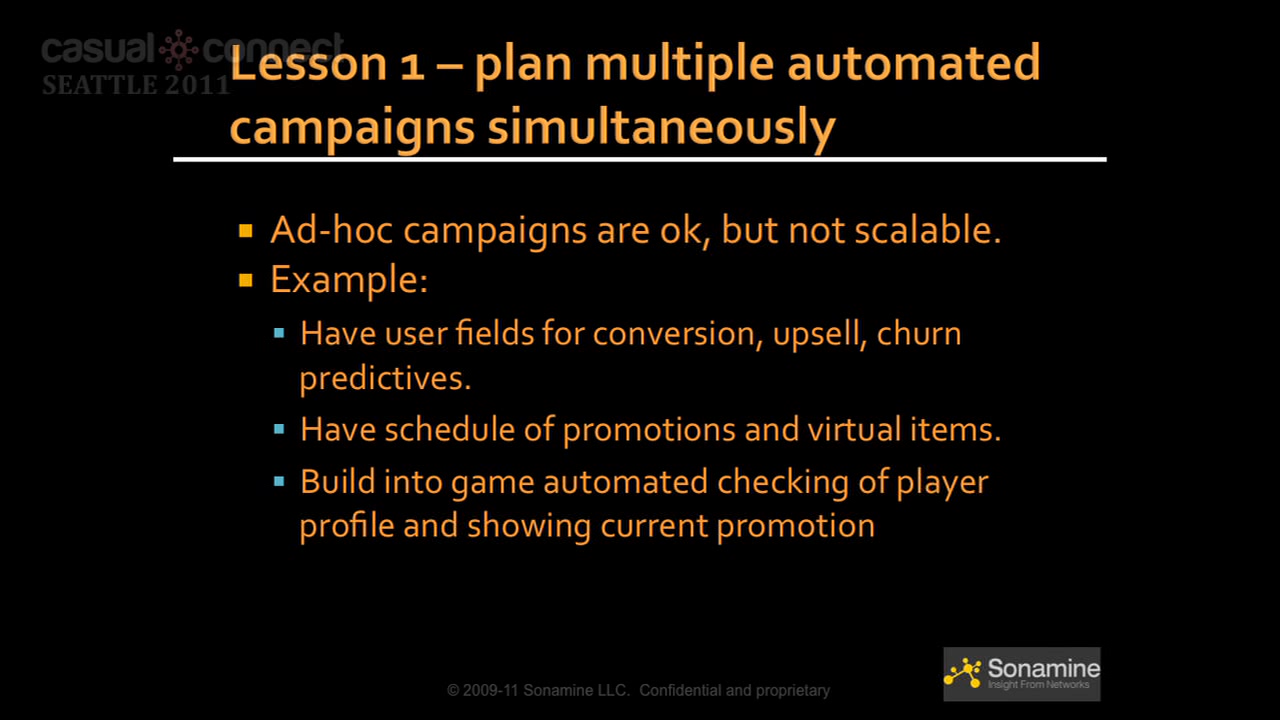 casual connect
SEATTLE 2011
Lesson 1 – plan multiple automated
campaigns simultaneously
Ad-hoc campaigns are ok, but not scalable.
Example:
Have user fields for conversion, upsell, churn
predictives.
Have schedule of promotions and virtual items.
Build into game automated checking of player
profile and showing current promotion
© 2009-11 Sonamine LLC. Confidential and proprietary
Sonamine
Insight From Networks